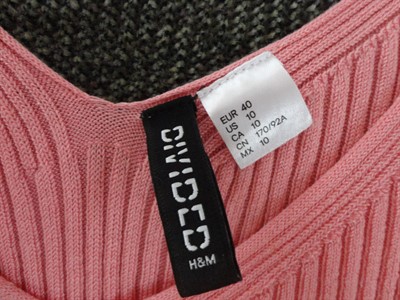 DIVIDED
H&M
EUR 40
US 10
CA 10
CN 170/92A
MX 10